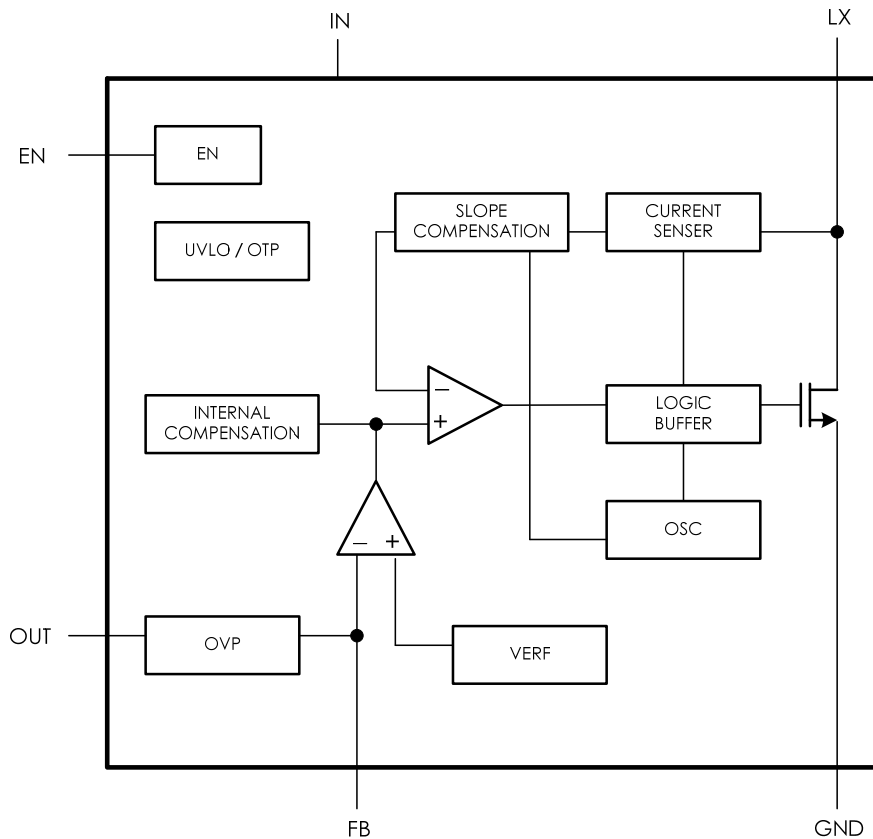 IN
LX
EN
EN
UVLO / OTP
SLOPE
COMPENSATION
CURRENT
SENSER
INTERNAL
COMPENSATION
−
+
LOGIC
BUFFER
− +
OSC
OUT
OVP
VERF
FB
GND